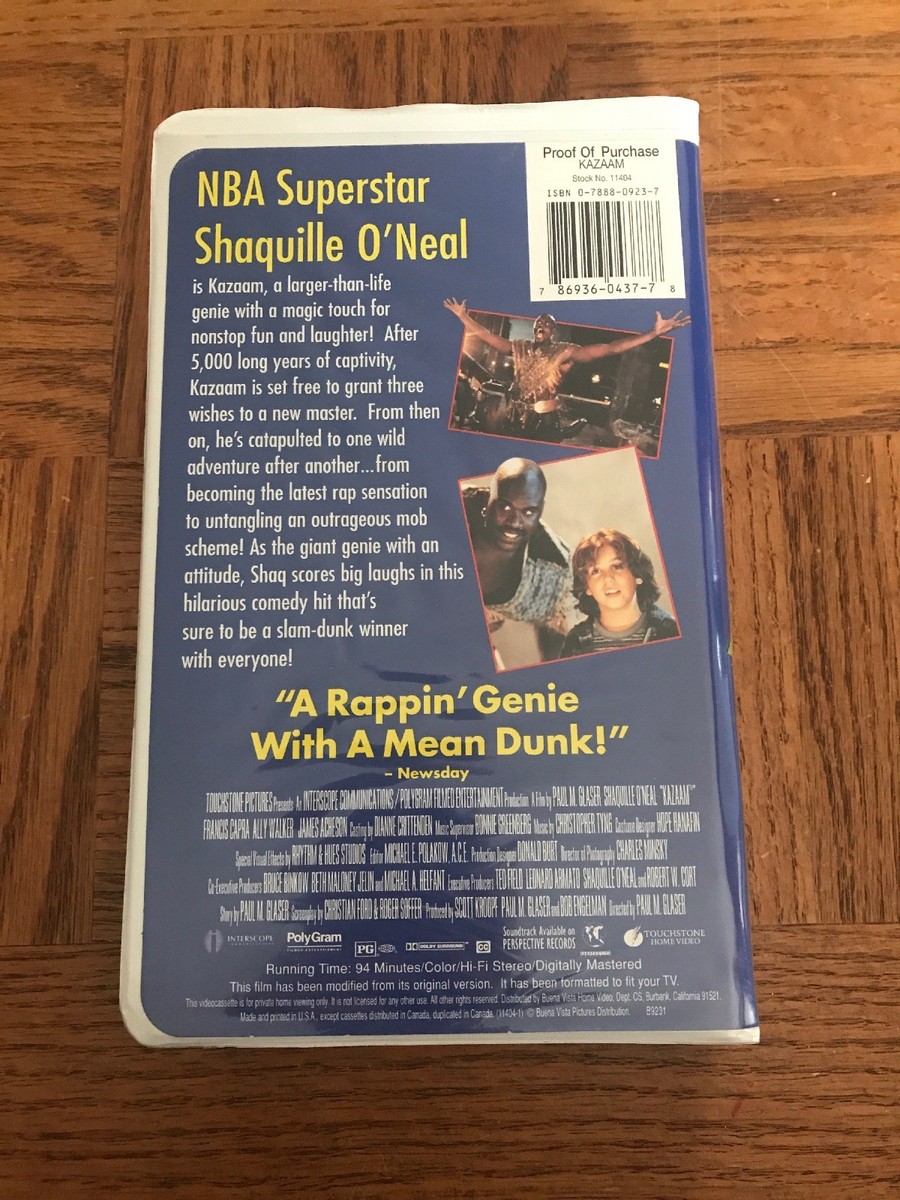 NBA Superstar
Shaquille O'Neal
is Kazaam, a larger-than-life
genie with a magic touch for
nonstop fun and laughter! After
5,000 long years of captivity,
Kazaam is set free to grant three
wishes to a new master. From then
on, he's catapulted to one wild
adventure after another...from
becoming the latest rap sensation
to untangling an outrageous mob
scheme! As the giant genie with an
attitude, Shaq scores big laughs in this
hilarious comedy hit that's
sure to be a slam-dunk winner
with everyone!
Proof Of Purchase
KAZAAM
Stock No. 11404
ISBN 0-7888-0923-7
7 86936-0437-7 8
"A Rappin' Genie
With A Mean Dunk!"
– Newsday
TOUCHSTONE PICTURES Presents An INTERSCOPE COMMUNICATIONS / POLYGRAM FILMED ENTERTAINMENT Production A Film by PAUL M. GLASER SHAQUILLE O'NEAL "KAZAAM"
FRANCIS CAPRA ALLY WALKER JAMES ACHESON Casting by DIANNE CRITTENDEN Music Supervisor BONNIE GREENBERG Music by CHRISTOPHER TYNG Costume Designer HOPE HANAFIN
Special Visual Effects by RHYTHM & HUES STUDIOS Editor MICHAEL E. POLAKOW, A.C.E. Production Designer DONALD BURT Director of Photography CHARLES MINSKY
Co-Executive Producers BRUCE BINKOW BETH MALONEY JELIN and MICHAEL A. HELFANT Executive Producers TED FIELD LEONARD ARMATO SHAQUILLE O'NEAL and ROBERT W. CORT
Story by PAUL M. GLASER Screenplay by CHRISTIAN FORD & ROGER SOFFER Produced by SCOTT KROOPF PAUL M. GLASER and BOB ENGELMAN Directed by PAUL M. GLASER
INTERSCOPE
PolyGram
FILMED ENTERTAINMENT
PG
DOLBY SURROUND
CC
Soundtrack Available on
PERSPECTIVE RECORDS
TOUCHSTONE
HOME VIDEO
Running Time: 94 Minutes/Color/Hi-Fi Stereo/Digitally Mastered
This film has been modified from its original version. It has been formatted to fit your TV.
This videocassette is for private home viewing only. It is not licensed for any other use. All other rights reserved. Distributed by Buena Vista Home Video, Dept. CS, Burbank, California 91521.
Made and printed in U.S.A., except cassettes distributed in Canada, duplicated in Canada. (11404-1) © Buena Vista Pictures Distribution. B9231